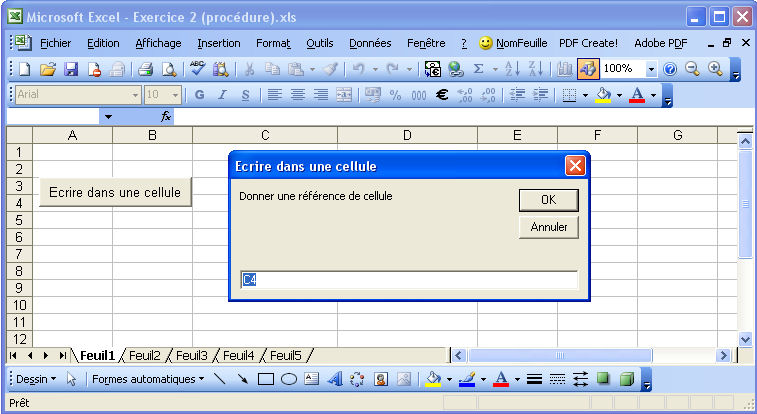 Microsoft Excel - Exercice 2 (procédure).xls
Fichier Edition Affichage Insertion Format Outils Données Fenêtre ? NomFeuille PDF Create! Adobe PDF
100%
Arial 10 G I S % 000 €
fx
A B C D E F G
1
2
3
4
5
6
7
8
9
10
11
12
Ecrire dans une cellule
Ecrire dans une cellule
Donner une référence de cellule
OK
Annuler
C4
Feuil1 Feuil2 Feuil3 Feuil4 Feuil5
Dessin Formes automatiques
Prêt